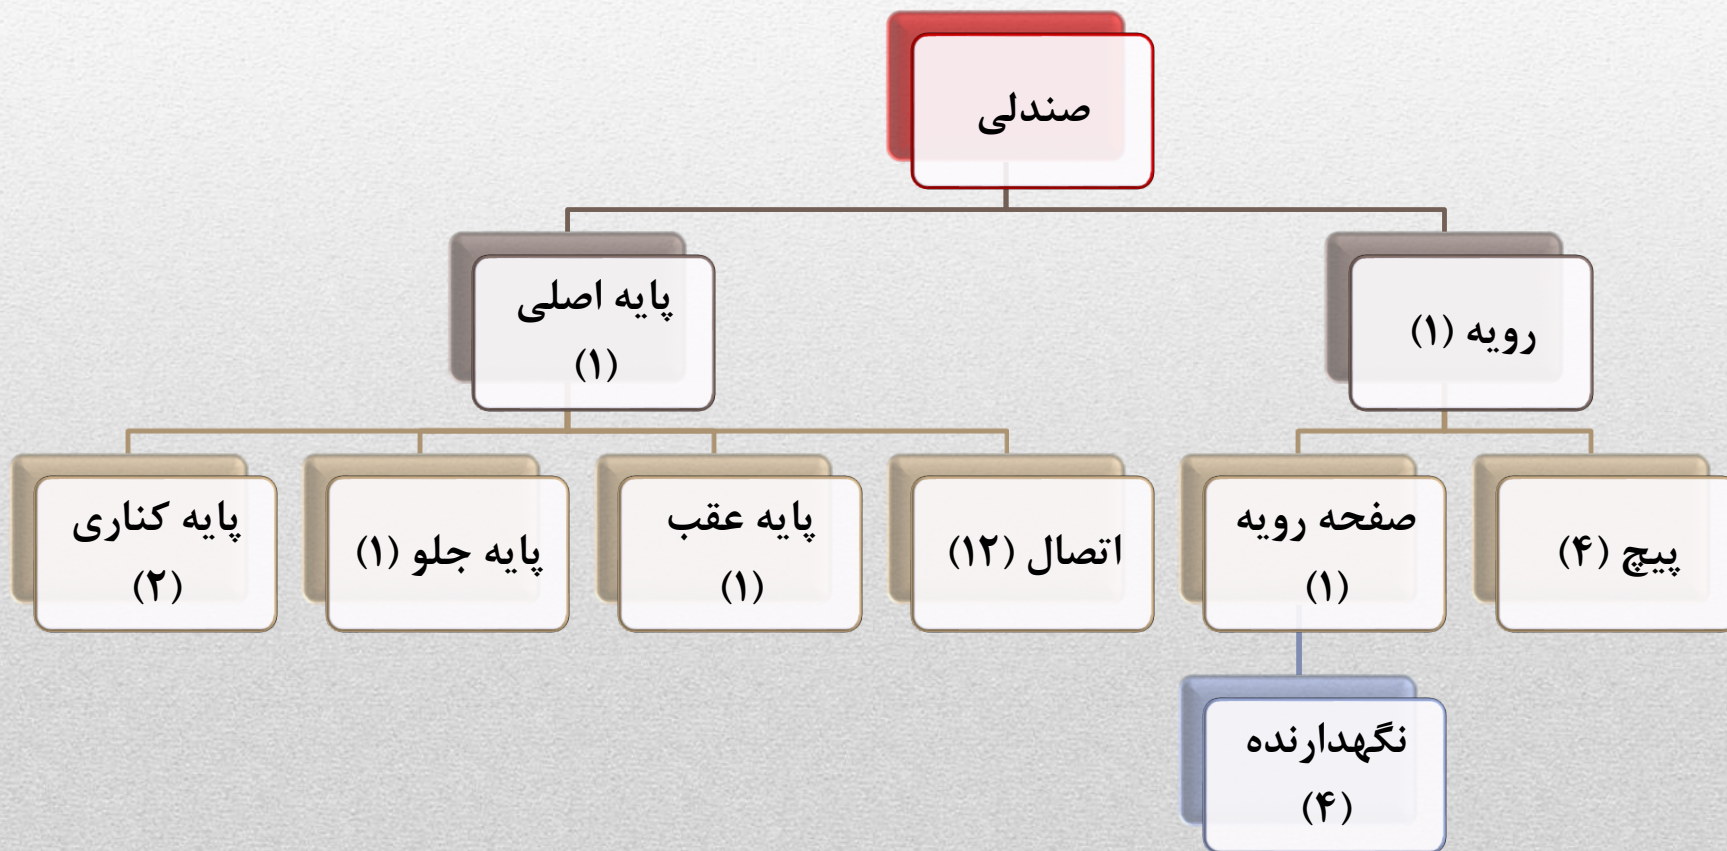 صندلی
رویه (۱)
پایه اصلی
(۱)
پیچ (۴)
صفحه رویه
(۱)
اتصال (۱۲)
پایه عقب
(۱)
پایه جلو (۱)
پایه کناری
(۲)
نگهدارنده
(۴)